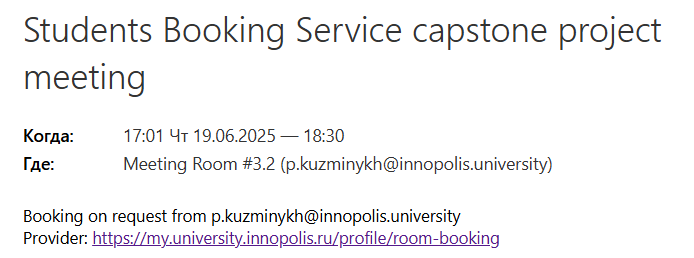 Students Booking Service capstone project
meeting
Когда: 17:01 Чт 19.06.2025 — 18:30
Где: Meeting Room #3.2 (p.kuzminykh@innopolis.university)
Booking on request from p.kuzminykh@innopolis.university
Provider: https://my.university.innopolis.ru/profile/room-booking